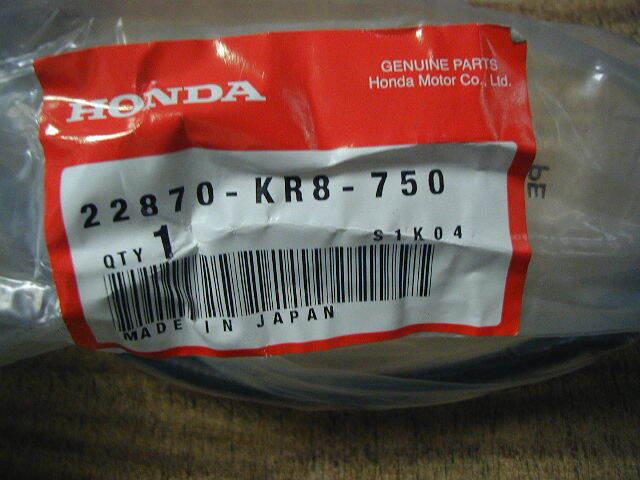 HONDA
GENUINE PARTS
Honda Motor Co., Ltd.
22870-KR8-750
QTY 1 S1K04
MADE IN JAPAN